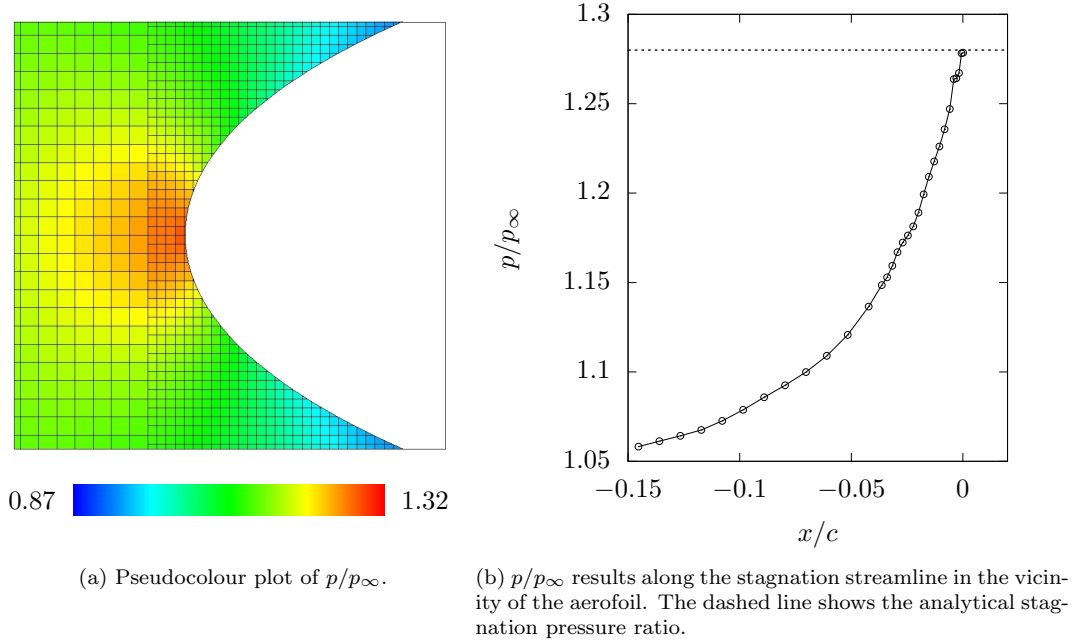 0.87
1.32
(a) Pseudocolour plot of p/p∞.
1.3
1.25
1.2
1.15
1.1
1.05
p/p∞
−0.15
−0.1
−0.05
0
x/c
(b) p/p∞ results along the stagnation streamline in the vicin-
ity of the aerofoil. The dashed line shows the analytical stag-
nation pressure ratio.